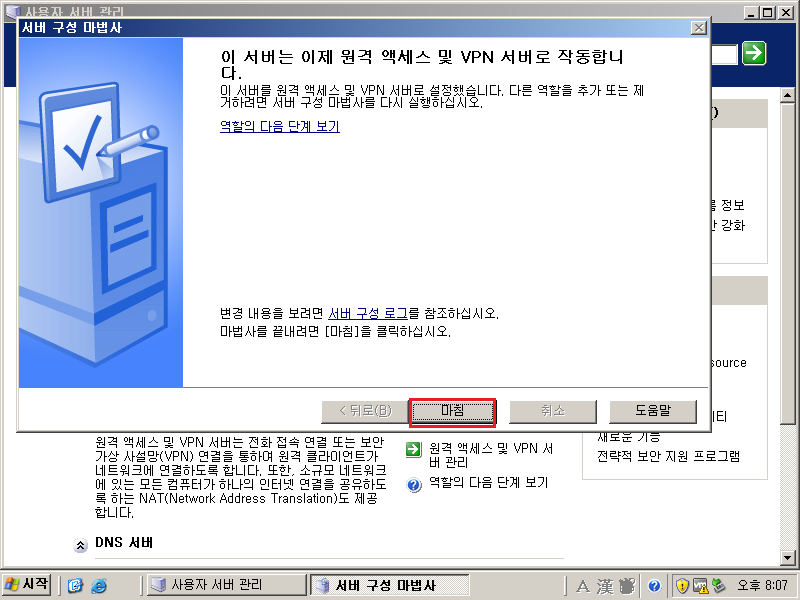 사용자 서버 관리
서버 구성 마법사
이 서버는 이제 원격 액세스 및 VPN 서버로 작동합니
다.
이 서버를 원격 액세스 및 VPN 서버로 설정했습니다. 다른 역할을 추가 또는 제
거하려면 서버 구성 마법사를 다시 실행하십시오.
역할의 다음 단계 보기
변경 내용을 보려면 서버 구성 로그를 참조하십시오.
마법사를 끝내려면 [마침]을 클릭하십시오.
< 뒤로(B)
마침
취소
도움말
정보
강화
source
티
새로운 기능
전략적 보안 지원 프로그램
원격 액세스 및 VPN 서버는 전화 접속 연결 또는 보안
가상 사설망(VPN) 연결을 통하여 원격 클라이언트가
네트워크에 연결하도록 합니다. 또한, 소규모 네트워크
에 있는 모든 컴퓨터가 하나의 인터넷 연결을 공유하도
록 하는 NAT(Network Address Translation)도 제공
합니다.
원격 액세스 및 VPN 서
버 관리
역할의 다음 단계 보기
DNS 서버
시작
사용자 서버 관리
서버 구성 마법사
A 漢
오후 8:07